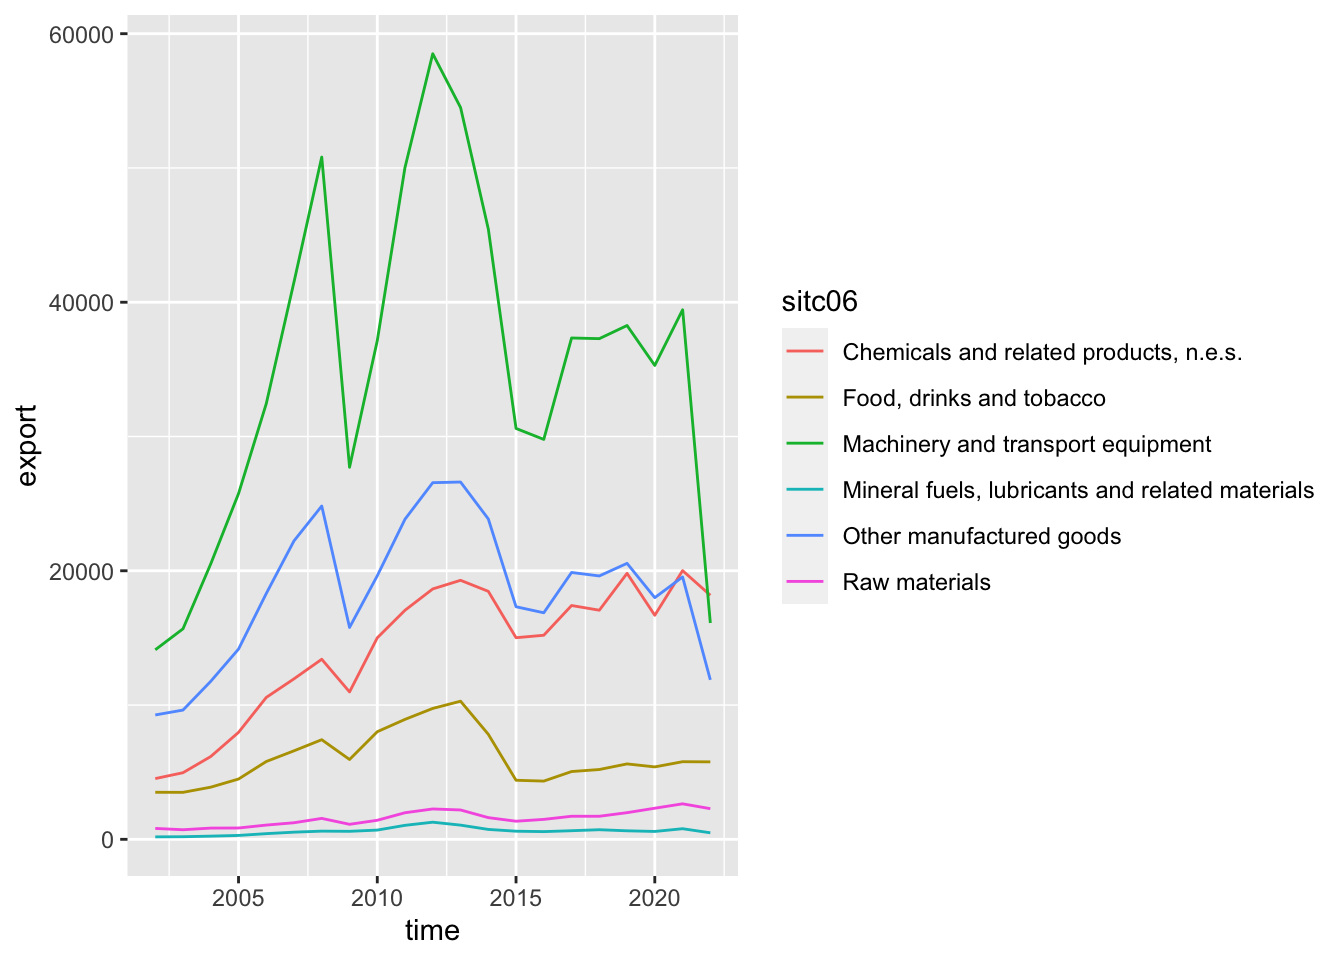 60000
40000
20000
0
export
2005 2010 2015 2020
time
sitc06
Chemicals and related products, n.e.s.
Food, drinks and tobacco
Machinery and transport equipment
Mineral fuels, lubricants and related materials
Other manufactured goods
Raw materials